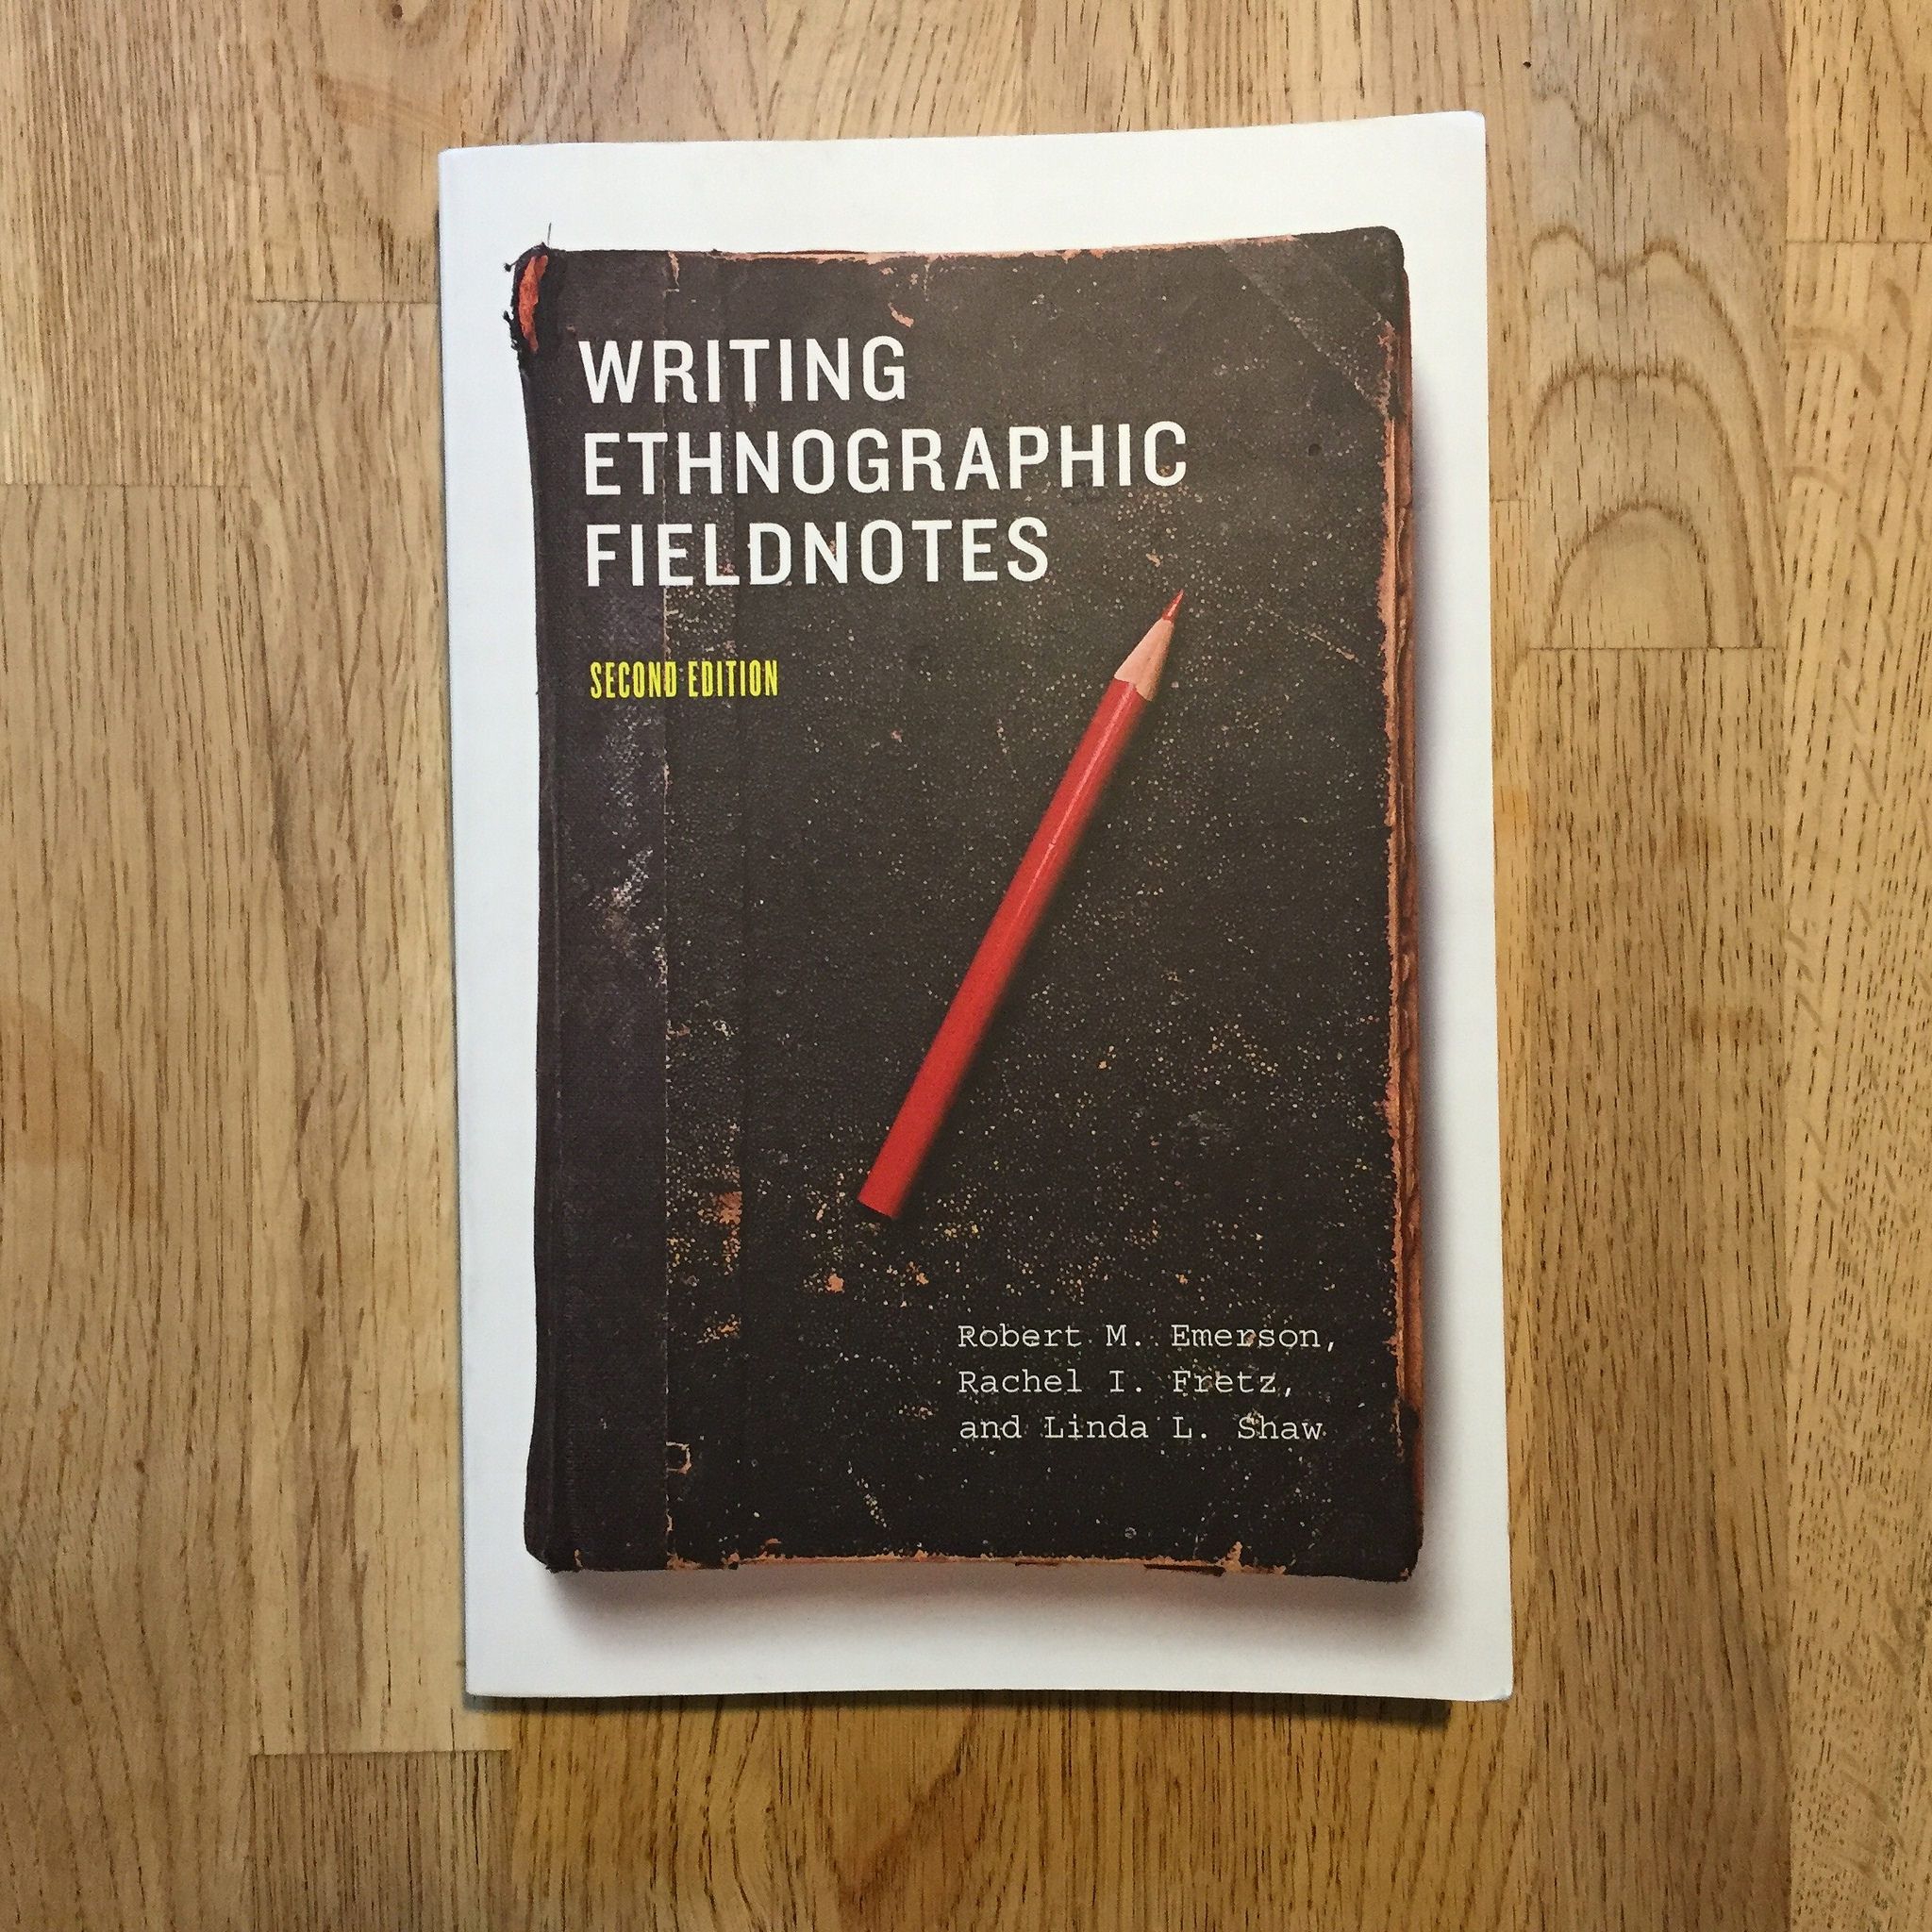 WRITING
ETHNOGRAPHIC
FIELDNOTES
SECOND EDITION
Robert M. Emerson,
Rachel I. Fretz,
and Linda L. Shaw